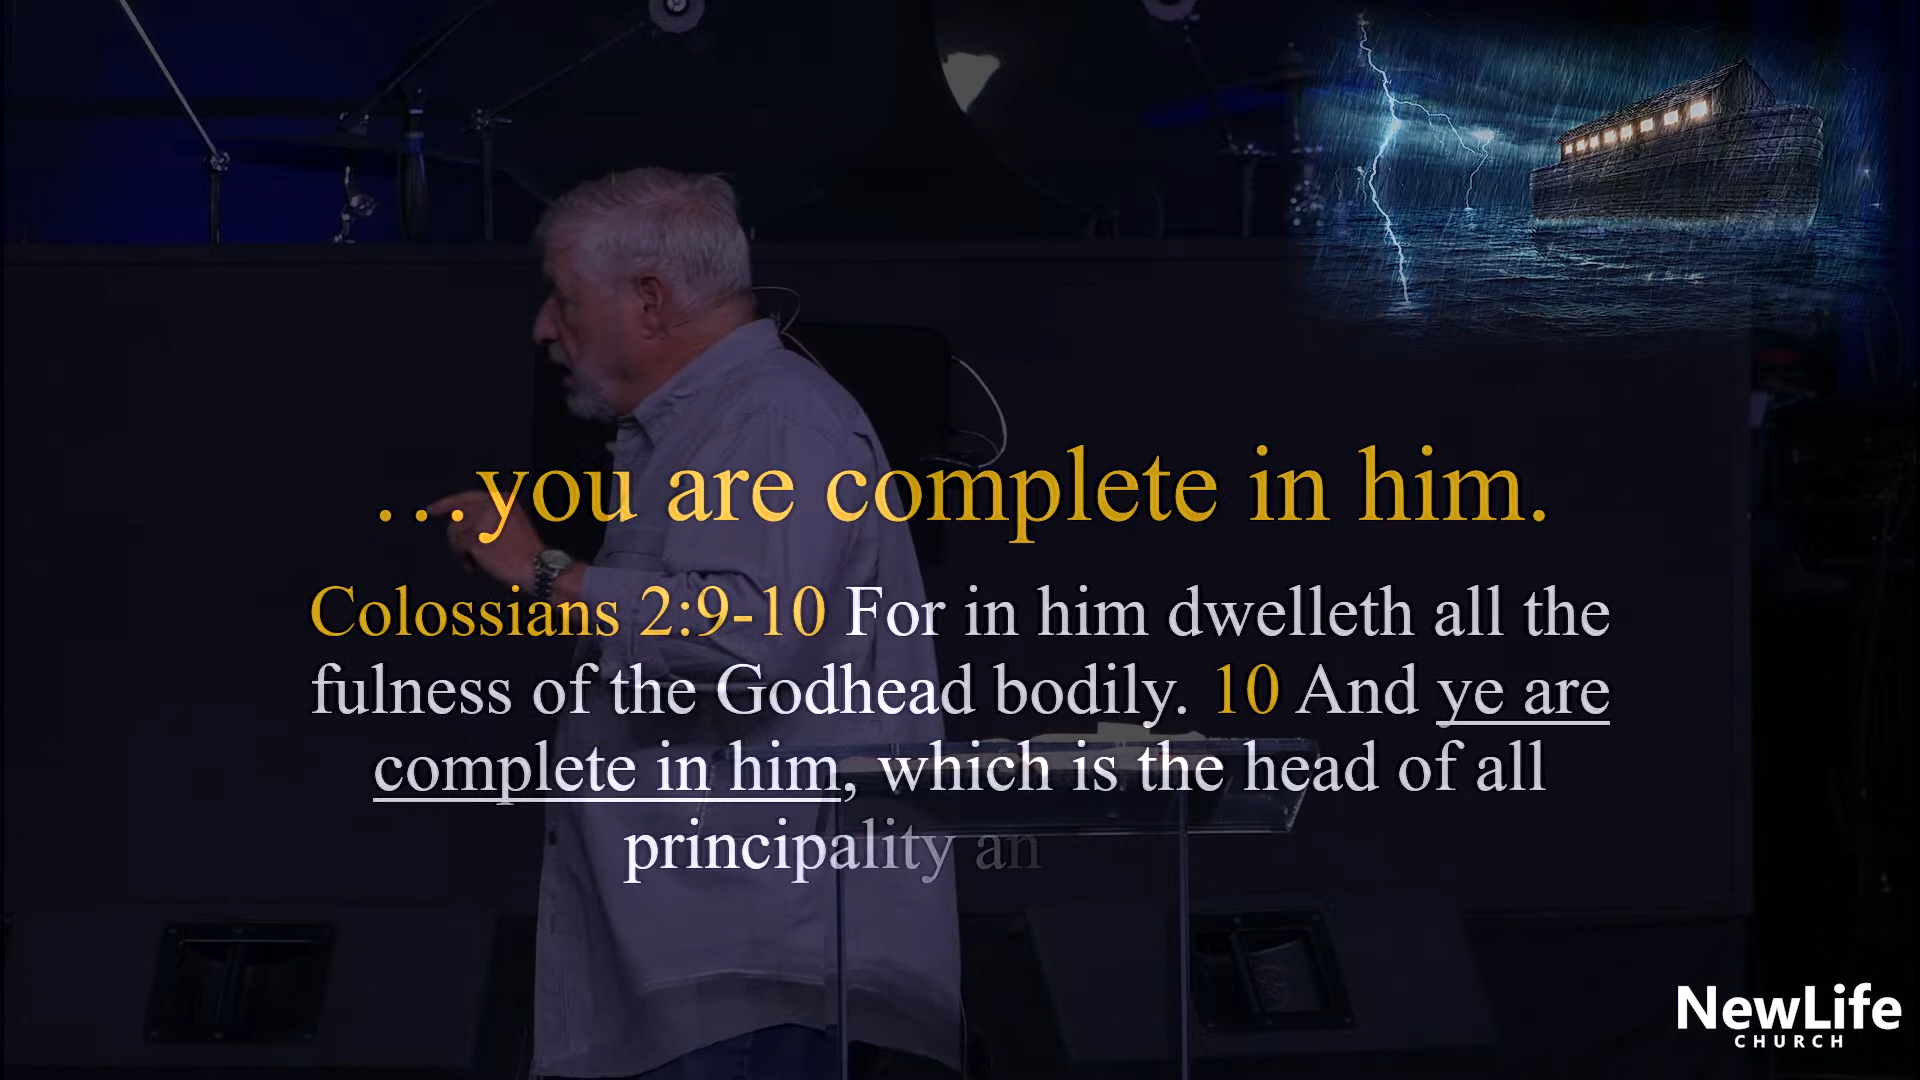 …you are complete in him.
Colossians 2:9-10 For in him dwelleth all the
fulness of the Godhead bodily. 10 And ye are
complete in him, which is the head of all
principality an
NewLife
CHURCH